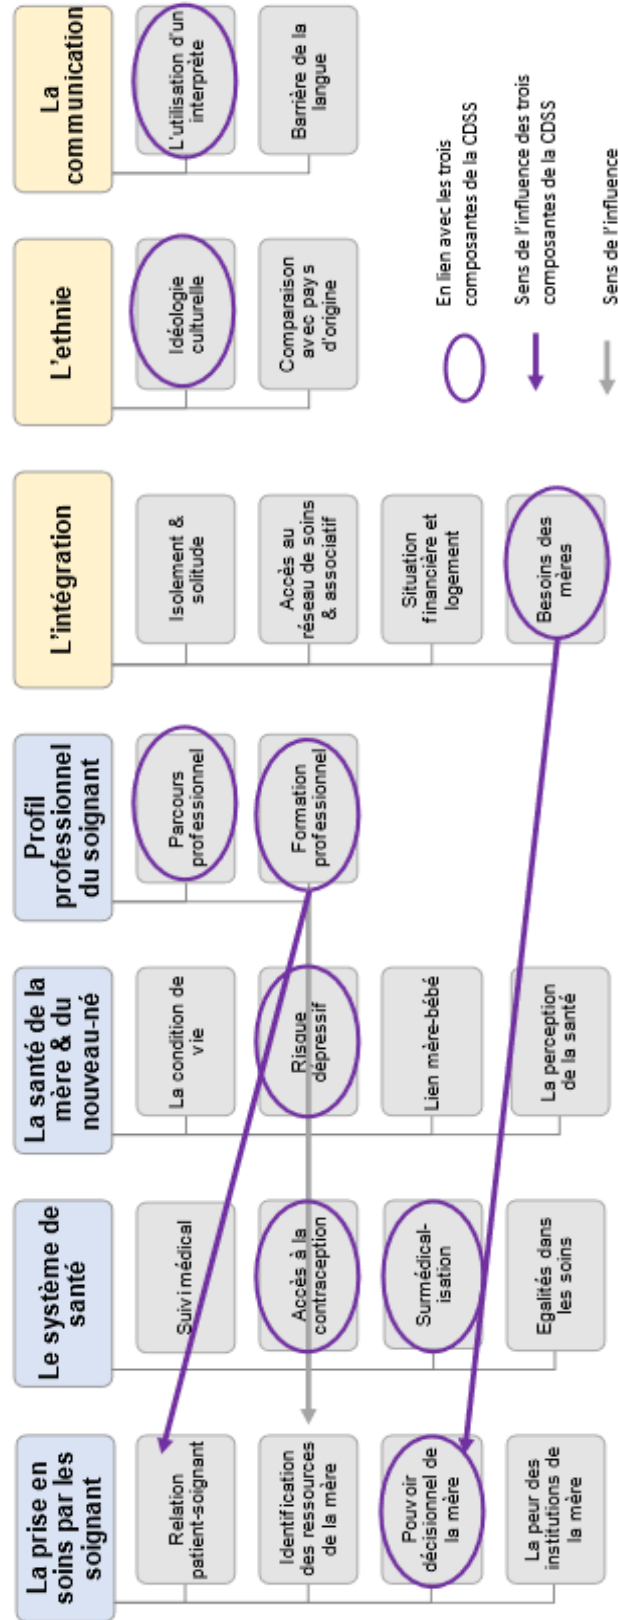 La prise en
soins par les
soignant
Relation
patient-soignant
Identification
des ressources
de la mère
Pouvoir
décisionnel de
la mère
La peur des
institutions de
la mère
Le système de
santé
Suivi médical
Accès à la
contraception
Surmédical-
isation
Egalités dans
les soins
La santé de la
mère & du
nouveau-né
La condition de
vie
Risque
dépressif
Lien mère-bébé
La perception
de la santé
Profil
professionnel
du soignant
Parcours
professionnel
Formation
professionnel
L'intégration
Isolement &
solitude
Accès au
réseau de soins
& associatif
Situation
financière et
logement
Besoins des
mères
L'ethnie
Idéologie
culturelle
Comparaison
avec pays
d'origine
La
communication
L'utilisation d'un
interprète
Barrière de la
langue
En lien avec les trois
composantes de la CDSS
Sens de l'influence des trois
composantes de la CDSS
Sens de l'influence